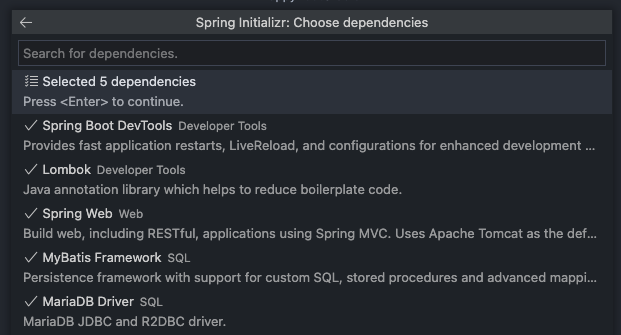 Spring Initializr: Choose dependencies
Search for dependencies.
Selected 5 dependencies
Press <Enter> to continue.
Spring Boot DevTools Developer Tools
Provides fast application restarts, LiveReload, and configurations for enhanced development ...
Lombok Developer Tools
Java annotation library which helps to reduce boilerplate code.
Spring Web Web
Build web, including RESTful, applications using Spring MVC. Uses Apache Tomcat as the def...
MyBatis Framework SQL
Persistence framework with support for custom SQL, stored procedures and advanced mappi...
MariaDB Driver SQL
MariaDB JDBC and R2DBC driver.